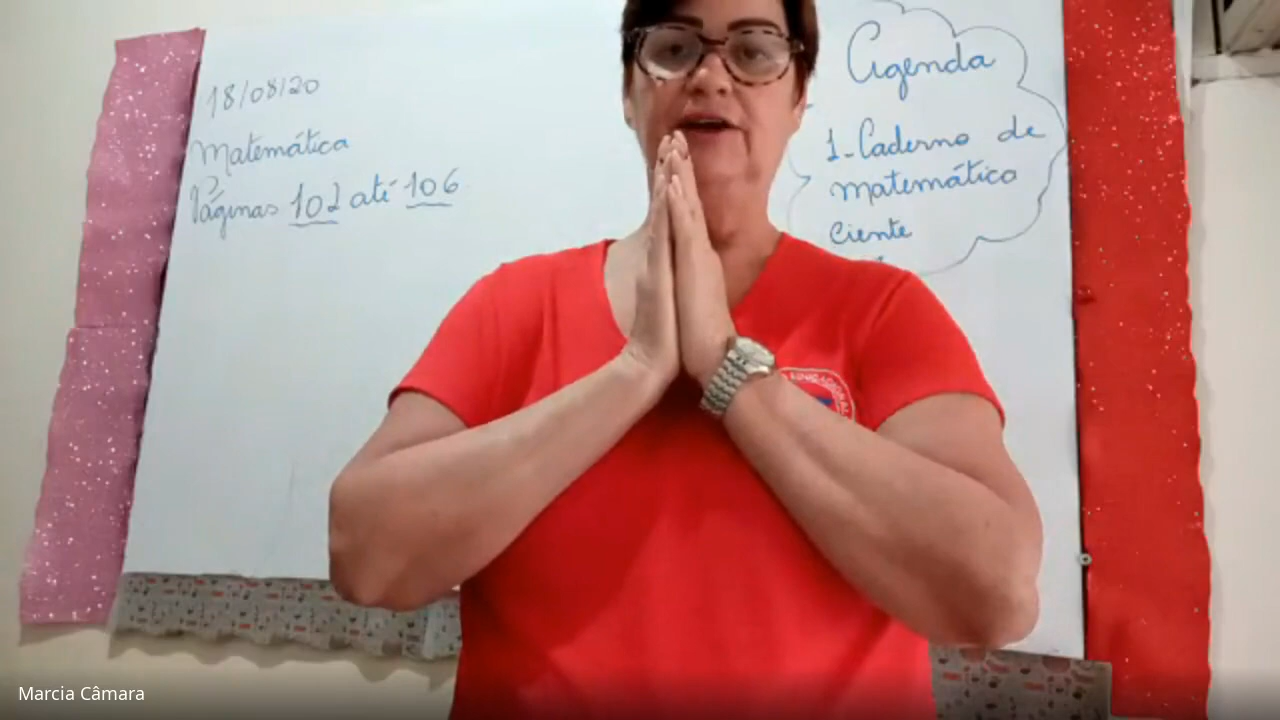 18/08/20
Matemática
Páginas 102 até 106
Agenda
1-Caderno de
matemático
Ciente
Marcia Câmara